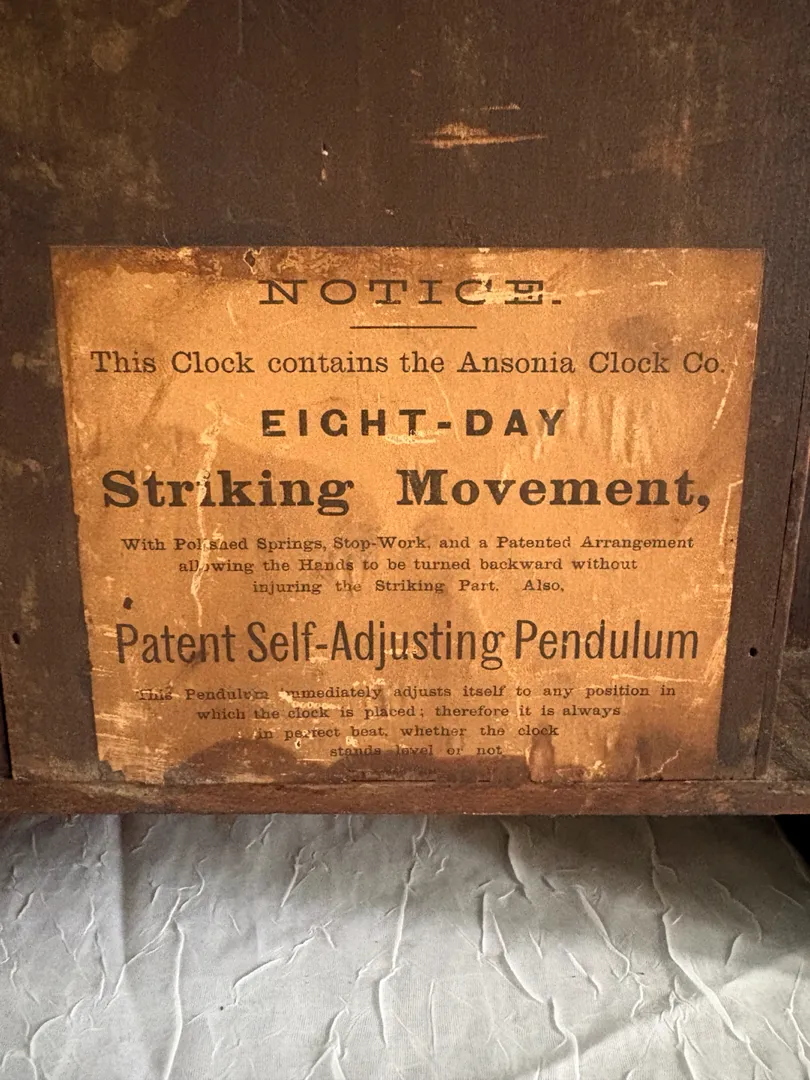 NOTICE.
This Clock contains the Ansonia Clock Co.
EIGHT-DAY
Striking Movement,
With Polished Springs, Stop-Work, and a Patented Arrangement
allowing the Hands to be turned backward without
injuring the Striking Part. Also,
Patent Self-Adjusting Pendulum
This Pendulum immediately adjusts itself to any position in
which the clock is placed; therefore it is always
in perfect beat, whether the clock
stands level or not